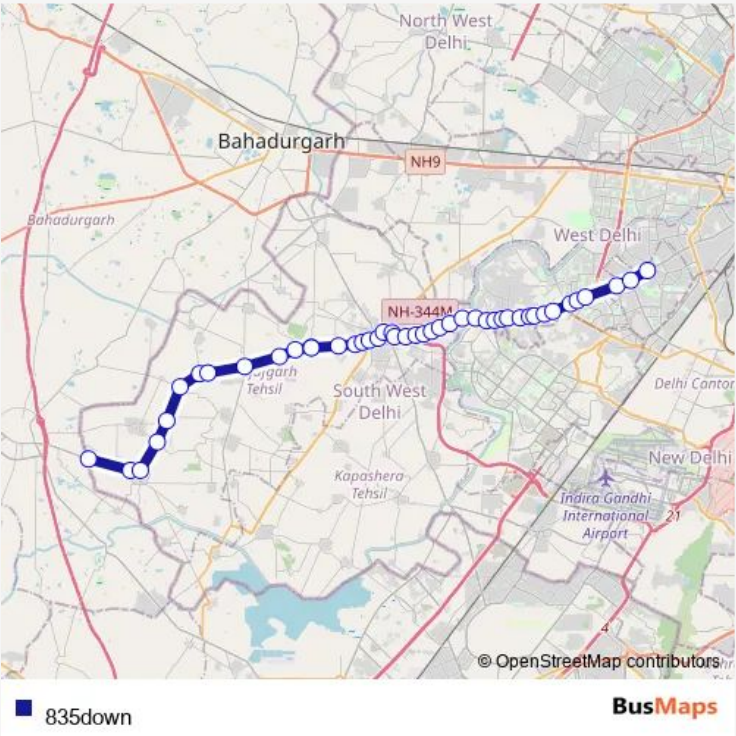 North West
Delhi
Bahadurgarh
NH9
Bahadurgarh
West Delhi
NH-344M
Tehsil
South West
Delhi
Delhi Canton
Kapashera
Tehsil
New Delhi
Indira Gandhi
International
Airport
21
4
© OpenStreetMap contributors
835down
BusMaps